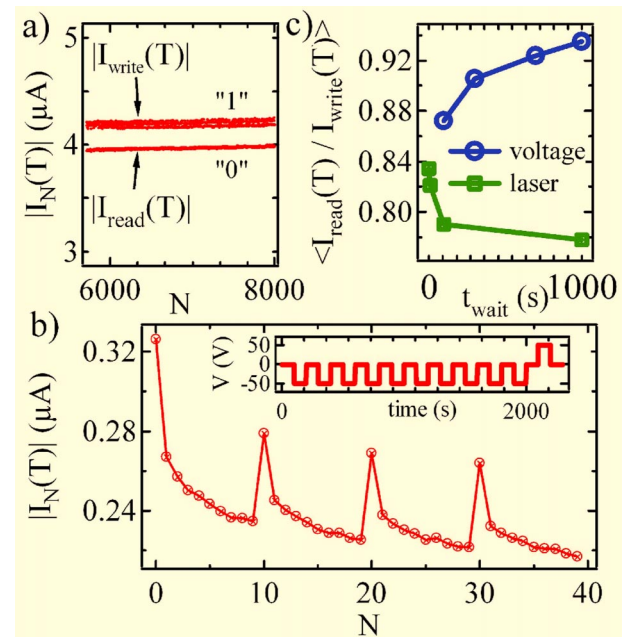 a)
|I_N(T)| (μA)
5
4
3
|I_write(T)|
"1"
"0"
|I_read(T)|
6000 8000
N
c)
<I_read(T) / I_write(T)>
0.92
0.88
0.84
0.80
voltage
laser
0 1000
t_wait (s)
b)
|I_N(T)| (μA)
0.32
0.28
0.24
V (V)
50
0
-50
0 time (s) 2000
0 10 20 30 40
N